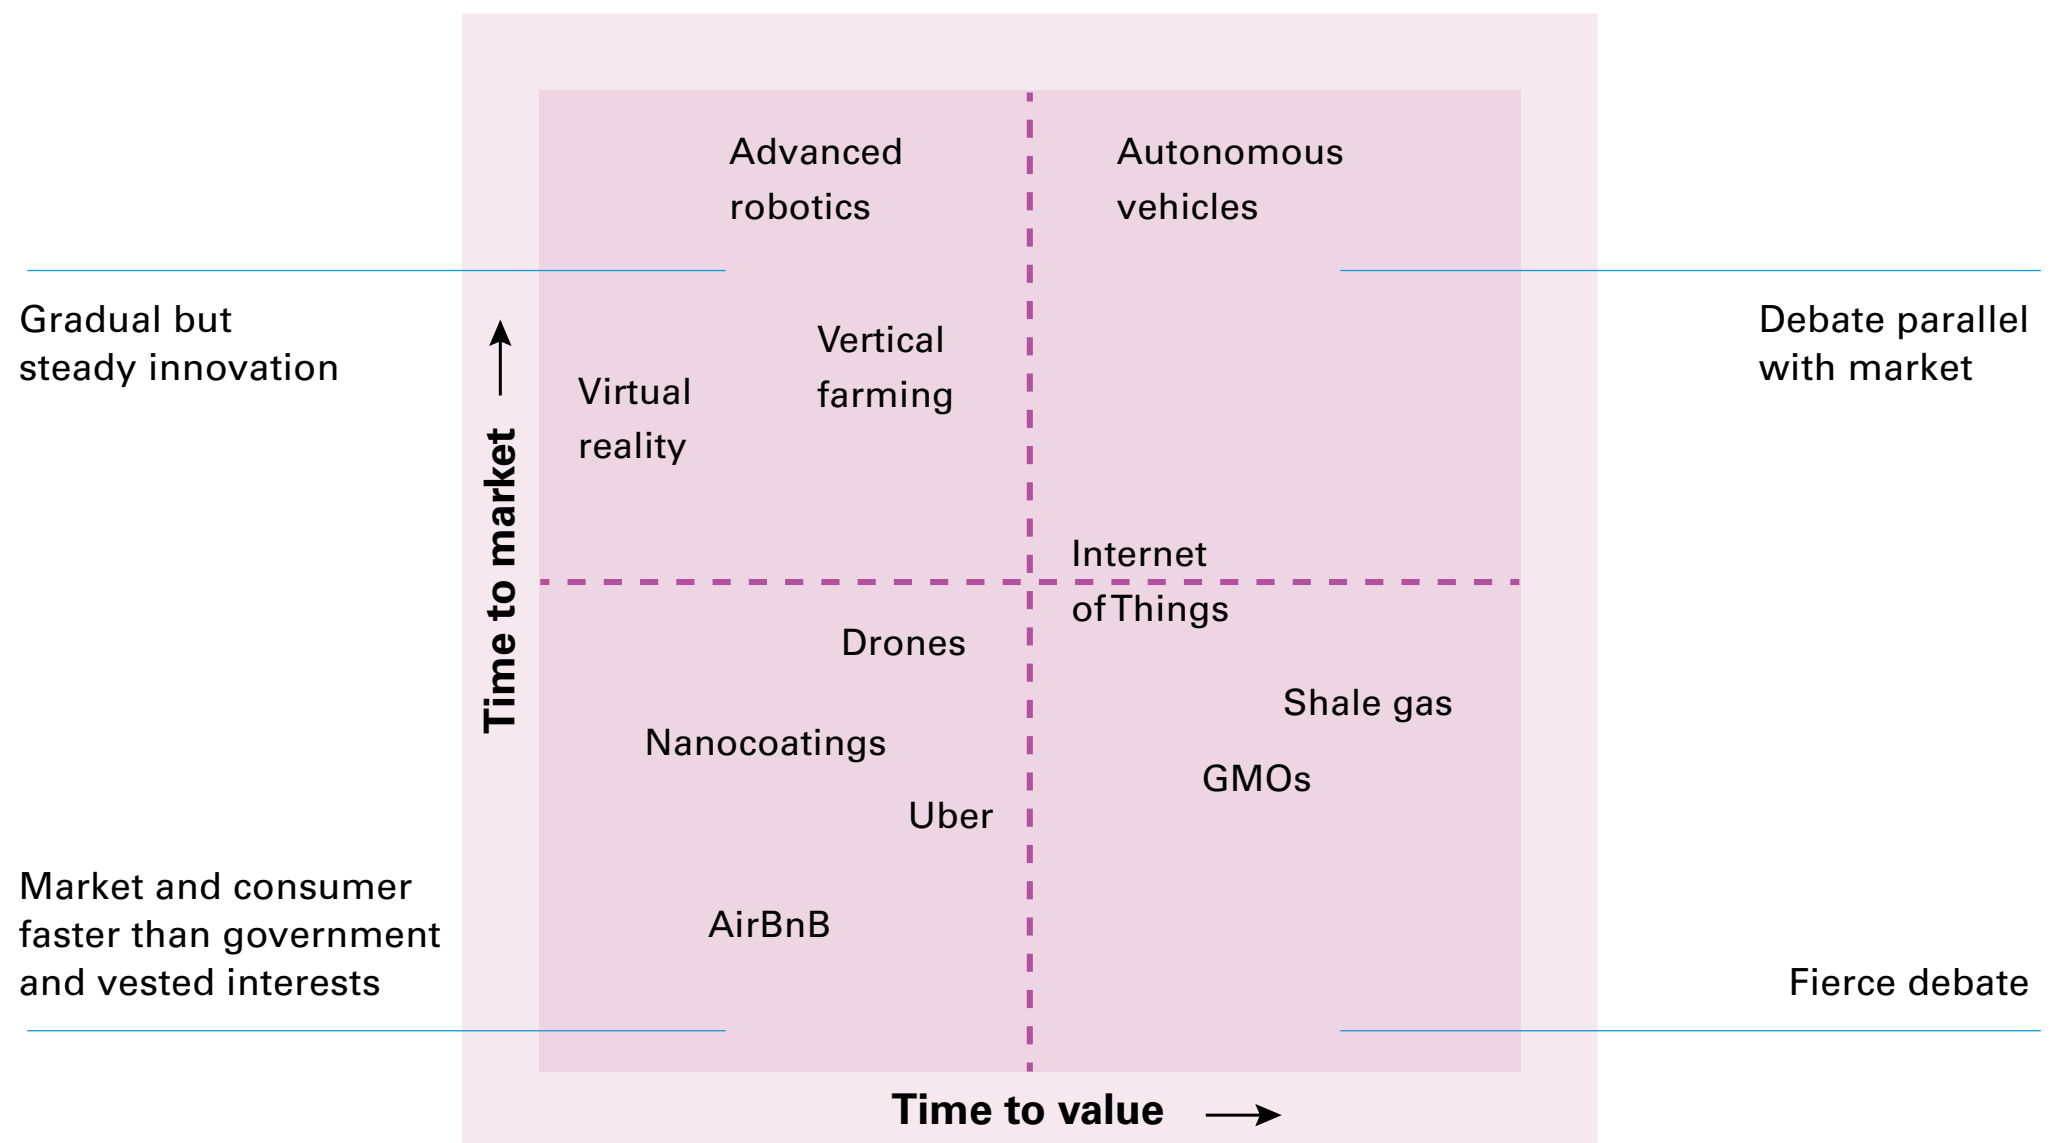 Advanced
robotics
Autonomous
vehicles
Gradual but
steady innovation
Debate parallel
with market
Vertical
farming
Virtual
reality
Time to market
Internet
of Things
Drones
Shale gas
Nanocoatings
GMOs
Uber
Market and consumer
faster than government
and vested interests
AirBnB
Fierce debate
Time to value